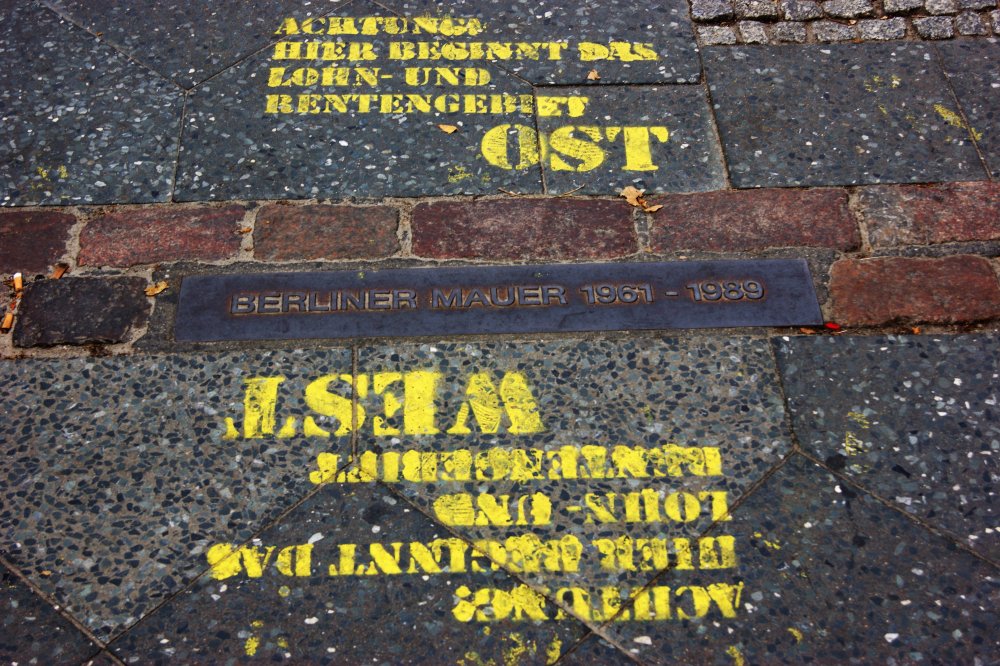 ACHTUNG!
HIER BEGINNT DAS
LOHN- UND
RENTENGEBIET
OST
BERLINER MAUER 1961 - 1989
ACHTUNG!
HIER BEGINNT DAS
LOHN- UND
RENTENGEBIET
WEST